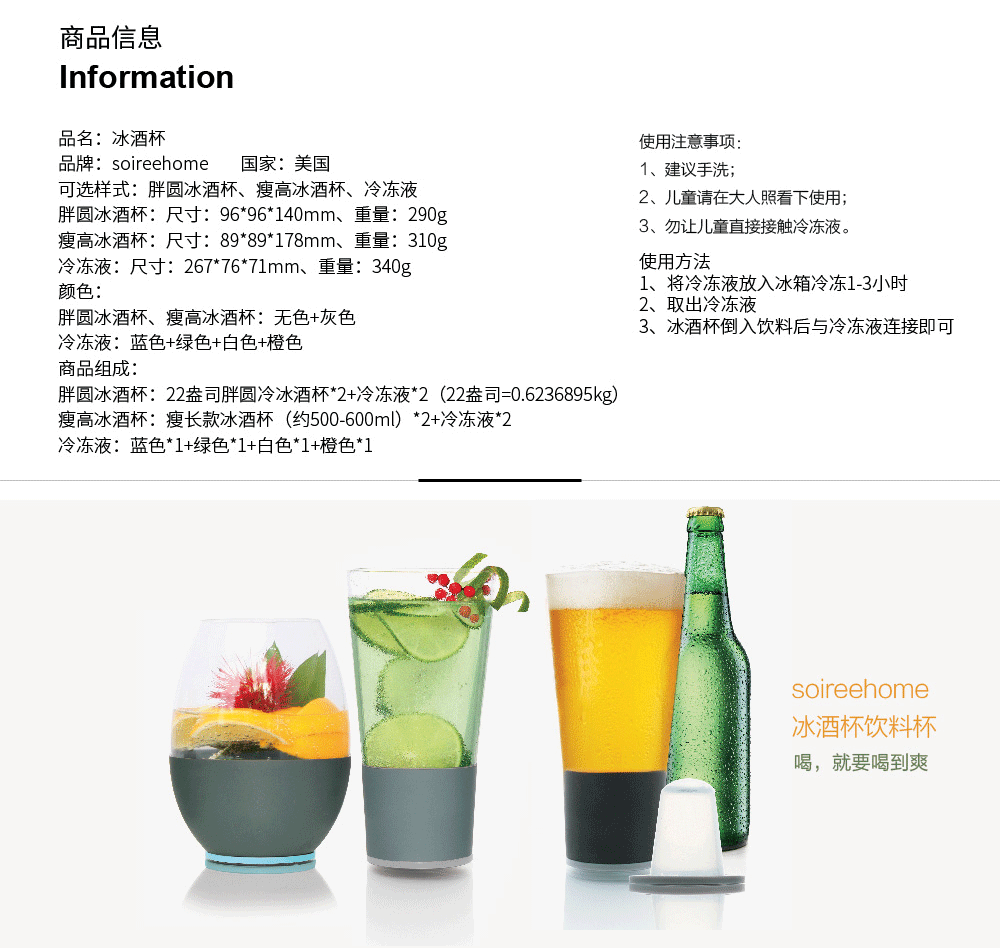 商品信息
Information
品名：冰酒杯
品牌：soireehome 国家：美国
可选样式：胖圆冰酒杯、瘦高冰酒杯、冷冻液
胖圆冰酒杯：尺寸：96*96*140mm、重量：290g
瘦高冰酒杯：尺寸：89*89*178mm、重量：310g
冷冻液：尺寸：267*76*71mm、重量：340g
颜色：
胖圆冰酒杯、瘦高冰酒杯：无色+灰色
冷冻液：蓝色+绿色+白色+橙色
商品组成：
胖圆冰酒杯：22盎司胖圆冷冰酒杯*2+冷冻液*2（22盎司=0.6236895kg）
瘦高冰酒杯：瘦长款冰酒杯（约500-600ml）*2+冷冻液*2
冷冻液：蓝色*1+绿色*1+白色*1+橙色*1
使用注意事项：
1、建议手洗；
2、儿童请在大人照看下使用；
3、勿让儿童直接接触冷冻液。
使用方法
1、将冷冻液放入冰箱冷冻1-3小时
2、取出冷冻液
3、冰酒杯倒入饮料后与冷冻液连接即可
soireehome
冰酒杯饮料杯
喝，就要喝到爽